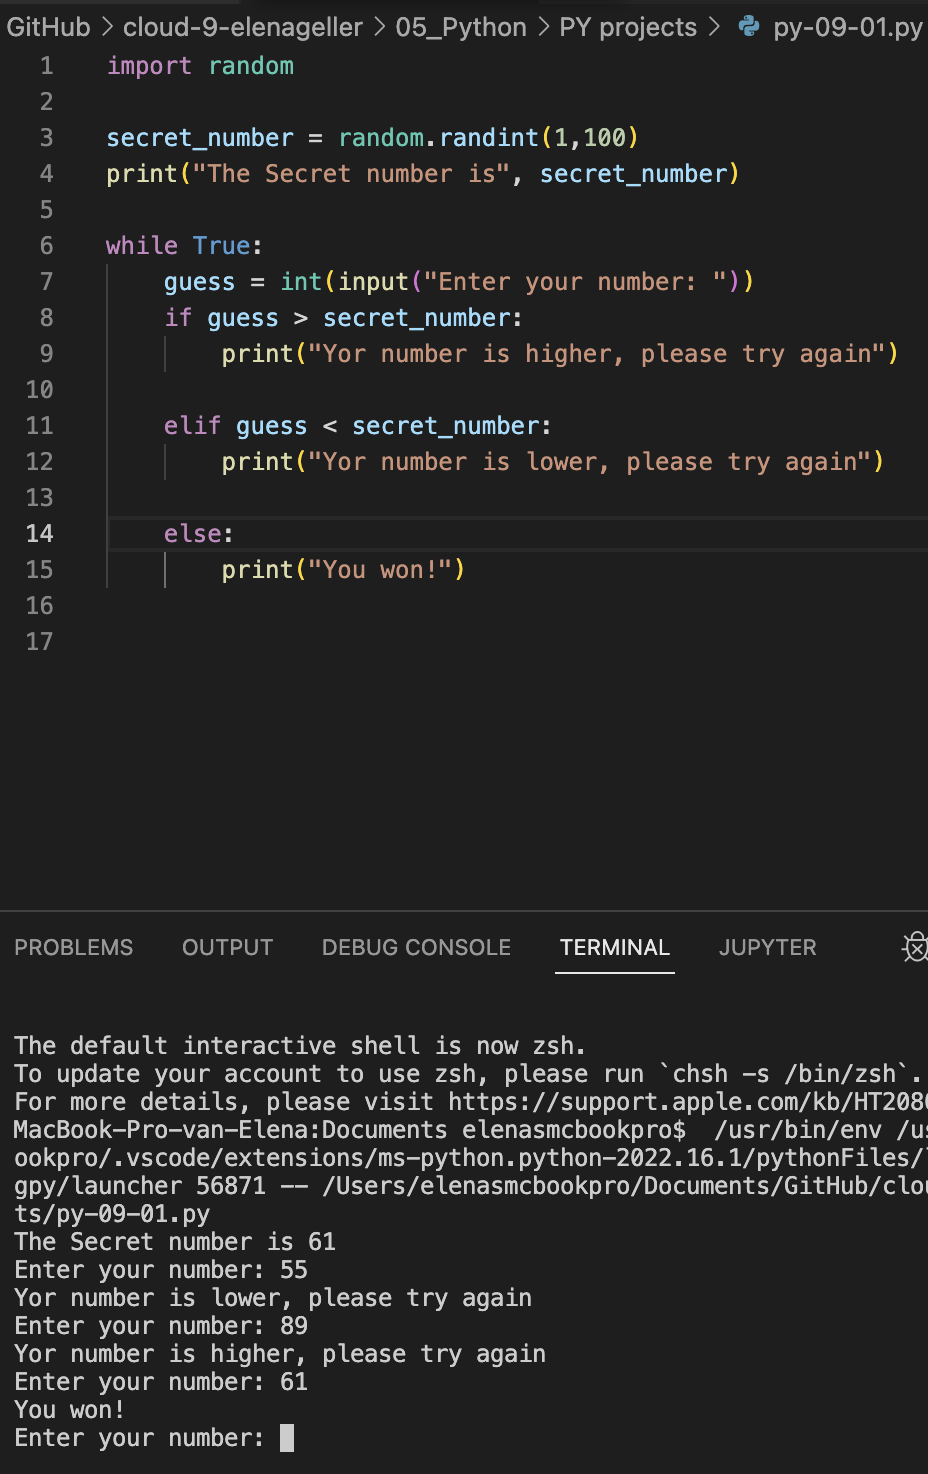 GitHub > cloud-9-elenageller > 05_Python > PY projects > py-09-01.py
1 import random
2
3 secret_number = random.randint(1,100)
4 print("The Secret number is", secret_number)
5
6 while True:
7     guess = int(input("Enter your number: "))
8     if guess > secret_number:
9         print("Yor number is higher, please try again")
10
11     elif guess < secret_number:
12         print("Yor number is lower, please try again")
13
14     else:
15         print("You won!")
16
17
PROBLEMS OUTPUT DEBUG CONSOLE TERMINAL JUPYTER
The default interactive shell is now zsh.
To update your account to use zsh, please run `chsh -s /bin/zsh`.
For more details, please visit https://support.apple.com/kb/HT208
MacBook-Pro-van-Elena:Documents elenasmcbookpro$  /usr/bin/env /us
ookpro/.vscode/extensions/ms-python.python-2022.16.1/pythonFiles/
gpy/launcher 56871 -- /Users/elenasmcbookpro/Documents/GitHub/clou
ts/py-09-01.py
The Secret number is 61
Enter your number: 55
Yor number is lower, please try again
Enter your number: 89
Yor number is higher, please try again
Enter your number: 61
You won!
Enter your number: